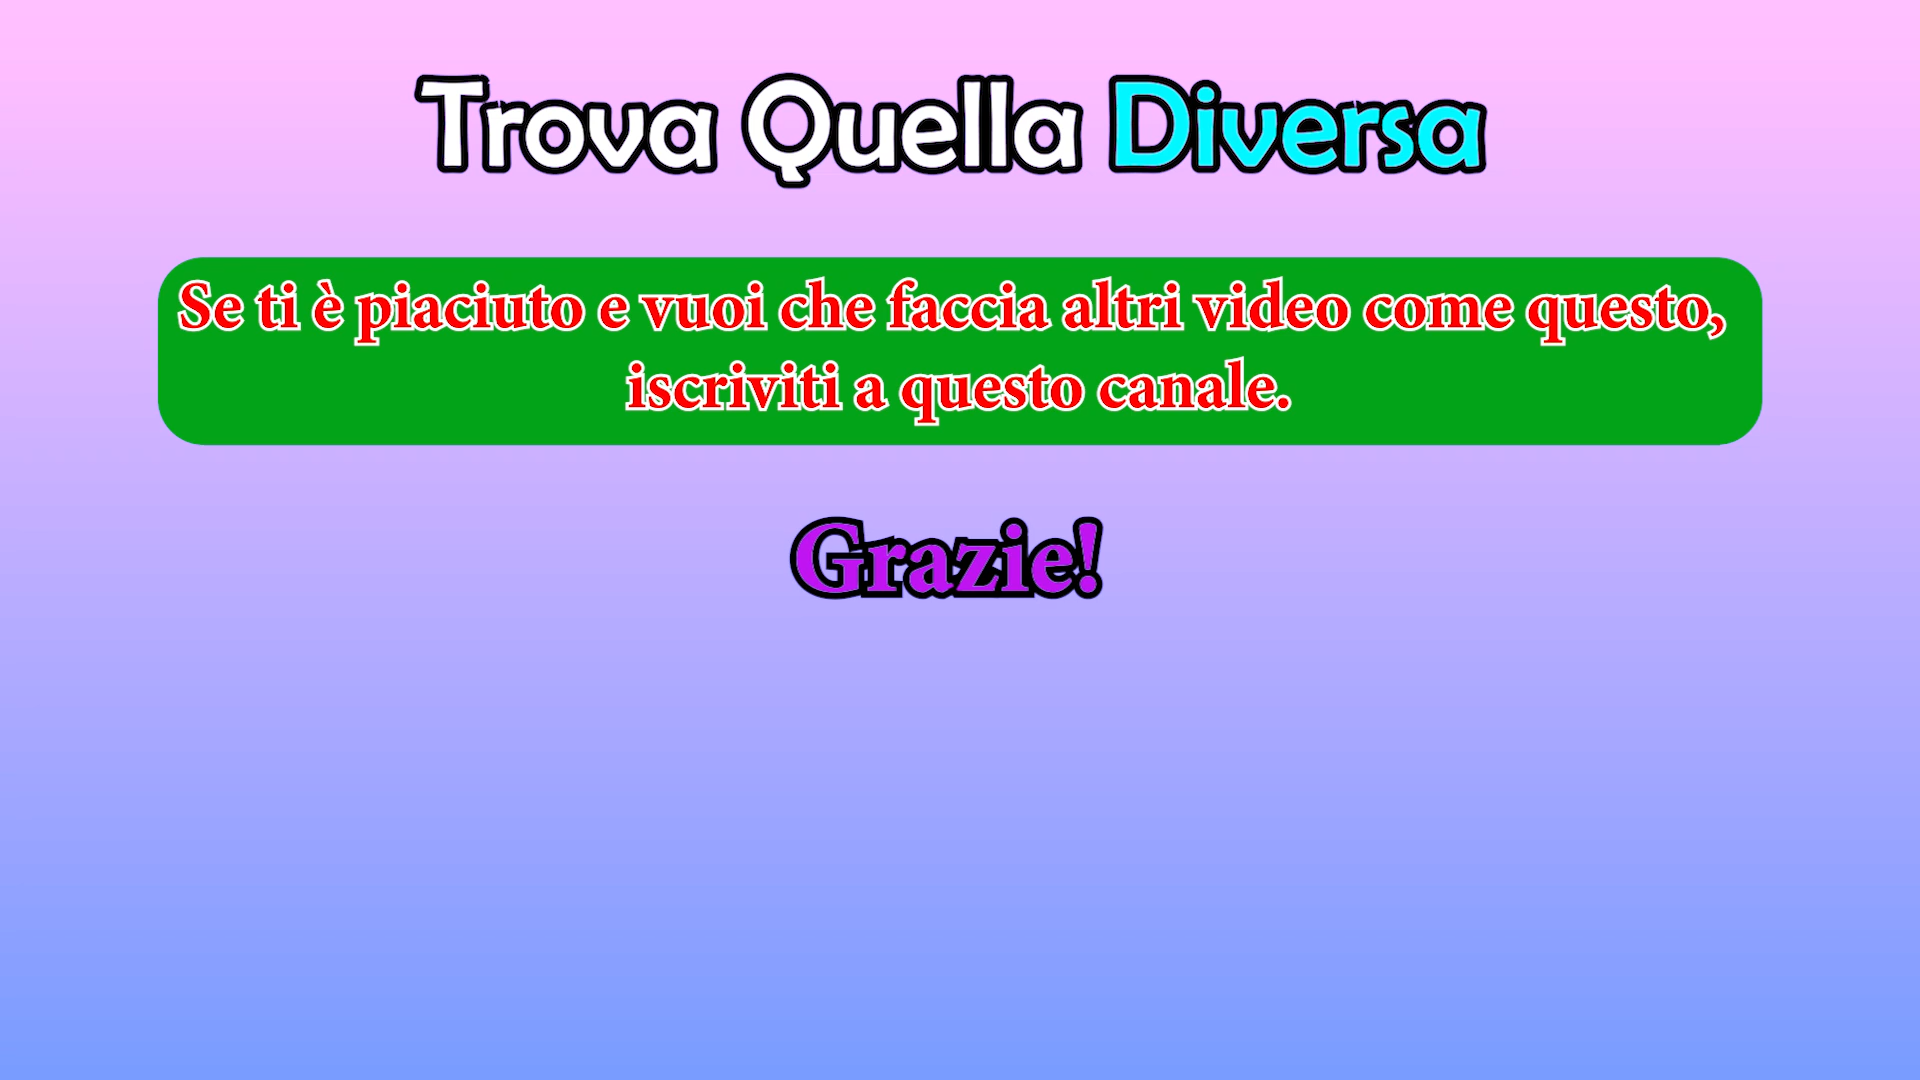 Trova Quella Diversa
Se ti è piaciuto e vuoi che faccia altri video come questo,
iscriviti a questo canale.
Grazie!